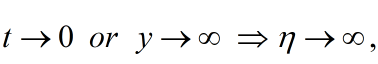 t → 0 or y → ∞ ⇒ η → ∞,